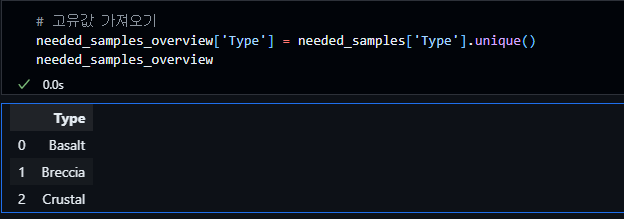 # 고유값 가져오기
needed_samples_overview['Type'] = needed_samples['Type'].unique()
needed_samples_overview
✓ 0.0s
Type
0 Basalt
1 Breccia
2 Crustal